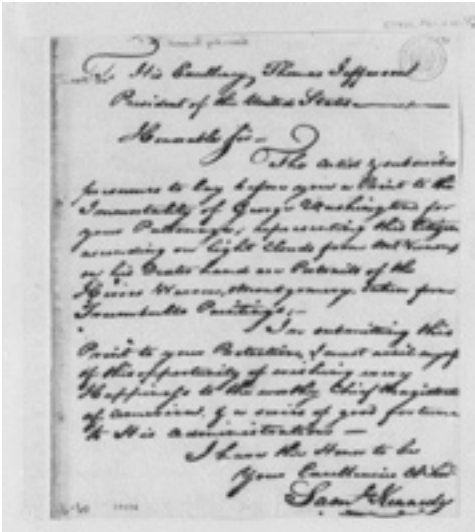 To His Excellency, Thomas Jefferson
President of the United States
Honorable Sir
The Artist & subscriber
presumes to lay before you a Print to the
Immortality of George Washington for
your Patronage, representing this Citizen
ascending on light Clouds from Mt Vernon
on his hand are Portraits of the
Heroes Warren, Montgomery, taken from
Trumbulls Paintings,
In submitting this
Print to your Protection, I must avail myself
of this opportunity of wishing every
Happiness to the worthy Chief Magistrate
of America, & a series of good fortune
to His Administration
I have the Honor to be
Your Excellencies
Saml Kennedy